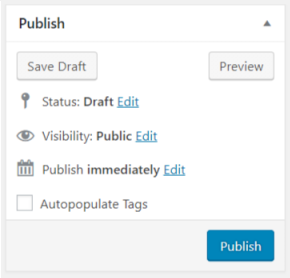 Publish
Save Draft Preview
Status: Draft Edit
Visibility: Public Edit
Publish immediately Edit
Autopopulate Tags
Publish